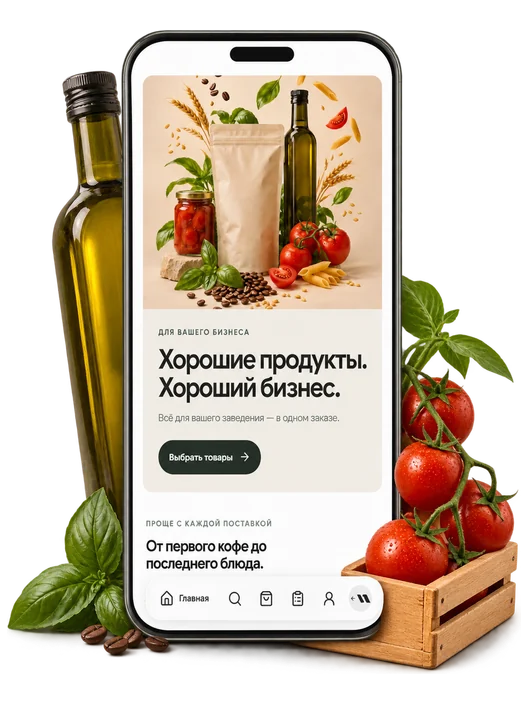 ДЛЯ ВАШЕГО БИЗНЕСА
Хорошие продукты.
Хороший бизнес.
Всё для вашего заведения — в одном заказе.
Выбрать товары
ПРОЩЕ С КАЖДОЙ ПОСТАВКОЙ
От первого кофе до
последнего блюда.
Главная